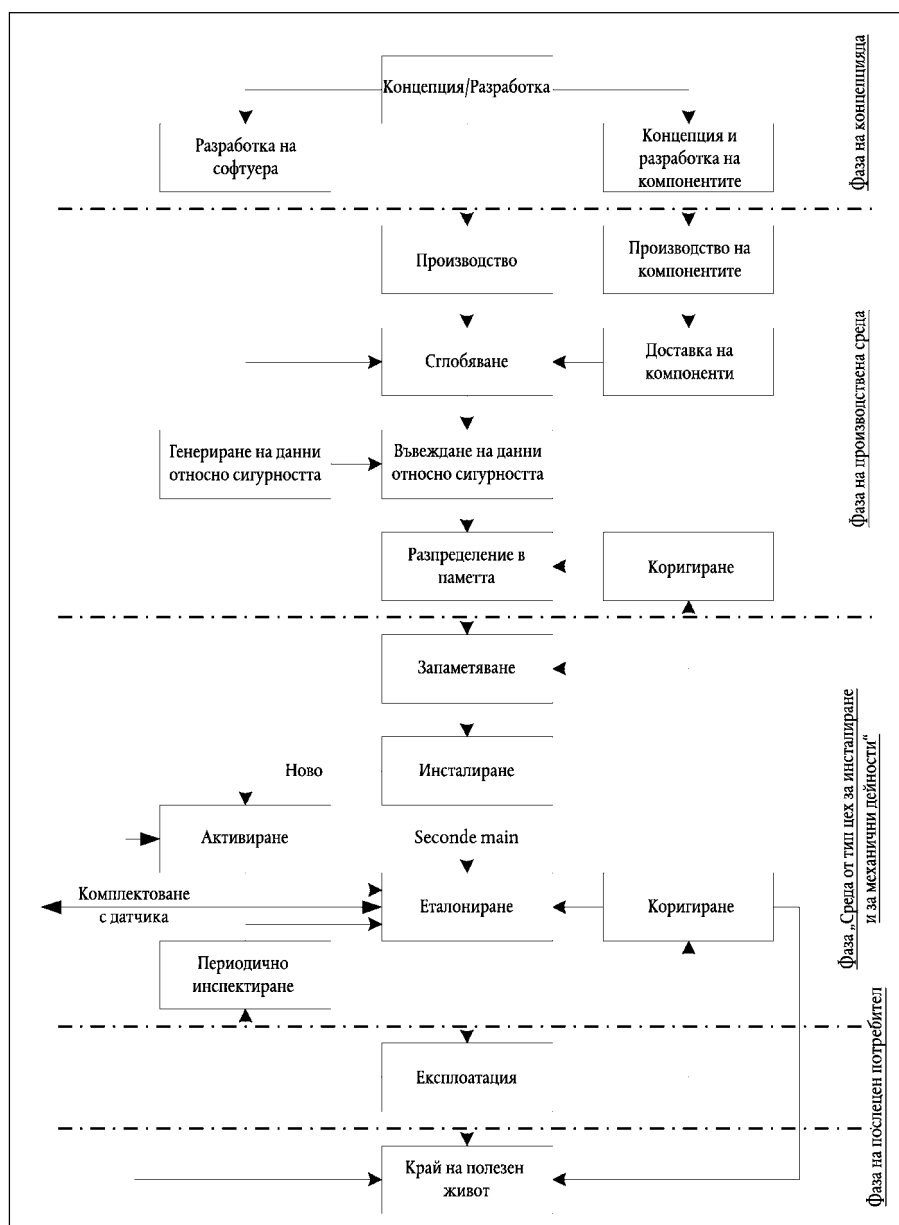 Концепция/Разработка
Разработка на
софтуера
Концепция и
разработка на
компонентите
Фаза на концепцияда
Производство
Производство на
компонентите
Сглобяване
Доставка на
компоненти
Генериране на данни
относно сигурността
Въвеждане на данни
относно сигурността
Разпределение в
паметта
Коригиране
Фаза на производствена среда
Запаметяване
Ново
Инсталиране
Активиране
Seconde main
Комплектоване
с датчика
Еталониране
Коригиране
Периодично
инспектиране
Фаза „Среда от тип цех за инсталиране
и за механични дейности“
Експлоатация
Край на полезен
живот
Фаза на послецен потребител